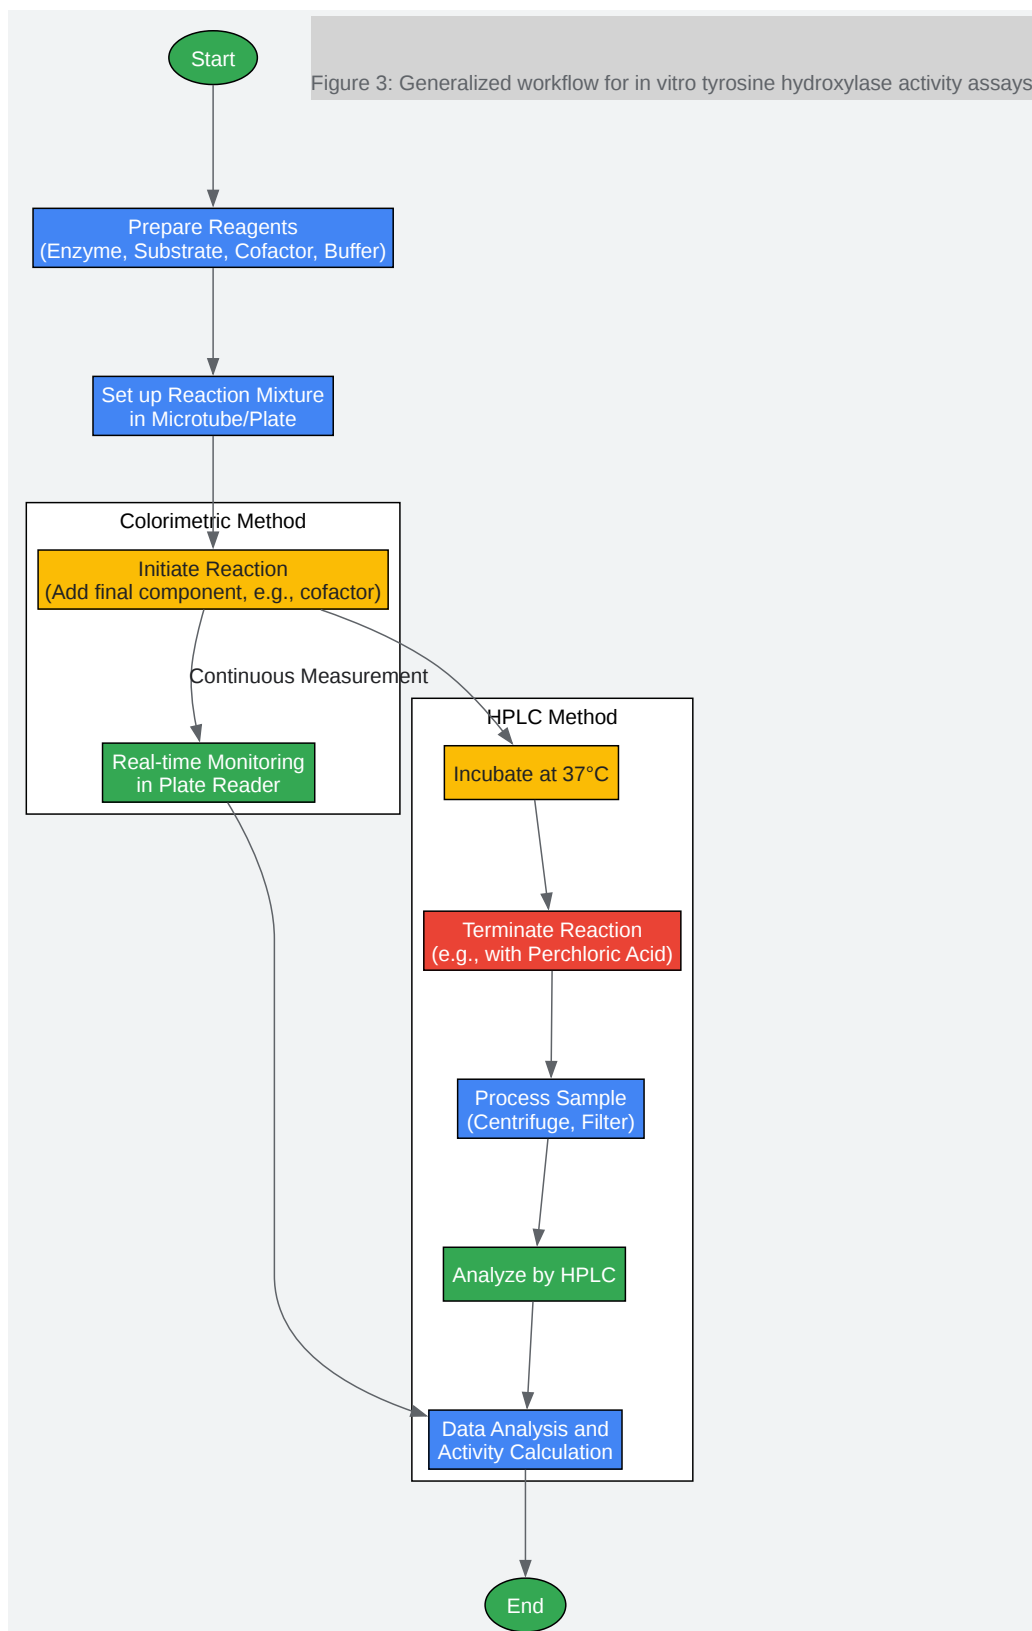 Start
Figure 3: Generalized workflow for in vitro tyrosine hydroxylase activity assays
Prepare Reagents
(Enzyme, Substrate, Cofactor, Buffer)
Set up Reaction Mixture
in Microtube/Plate
Colorimetric Method
Initiate Reaction
(Add final component, e.g., cofactor)
Continuous Measurement
Real-time Monitoring
in Plate Reader
HPLC Method
Incubate at 37°C
Terminate Reaction
(e.g., with Perchloric Acid)
Process Sample
(Centrifuge, Filter)
Analyze by HPLC
Data Analysis and
Activity Calculation
End